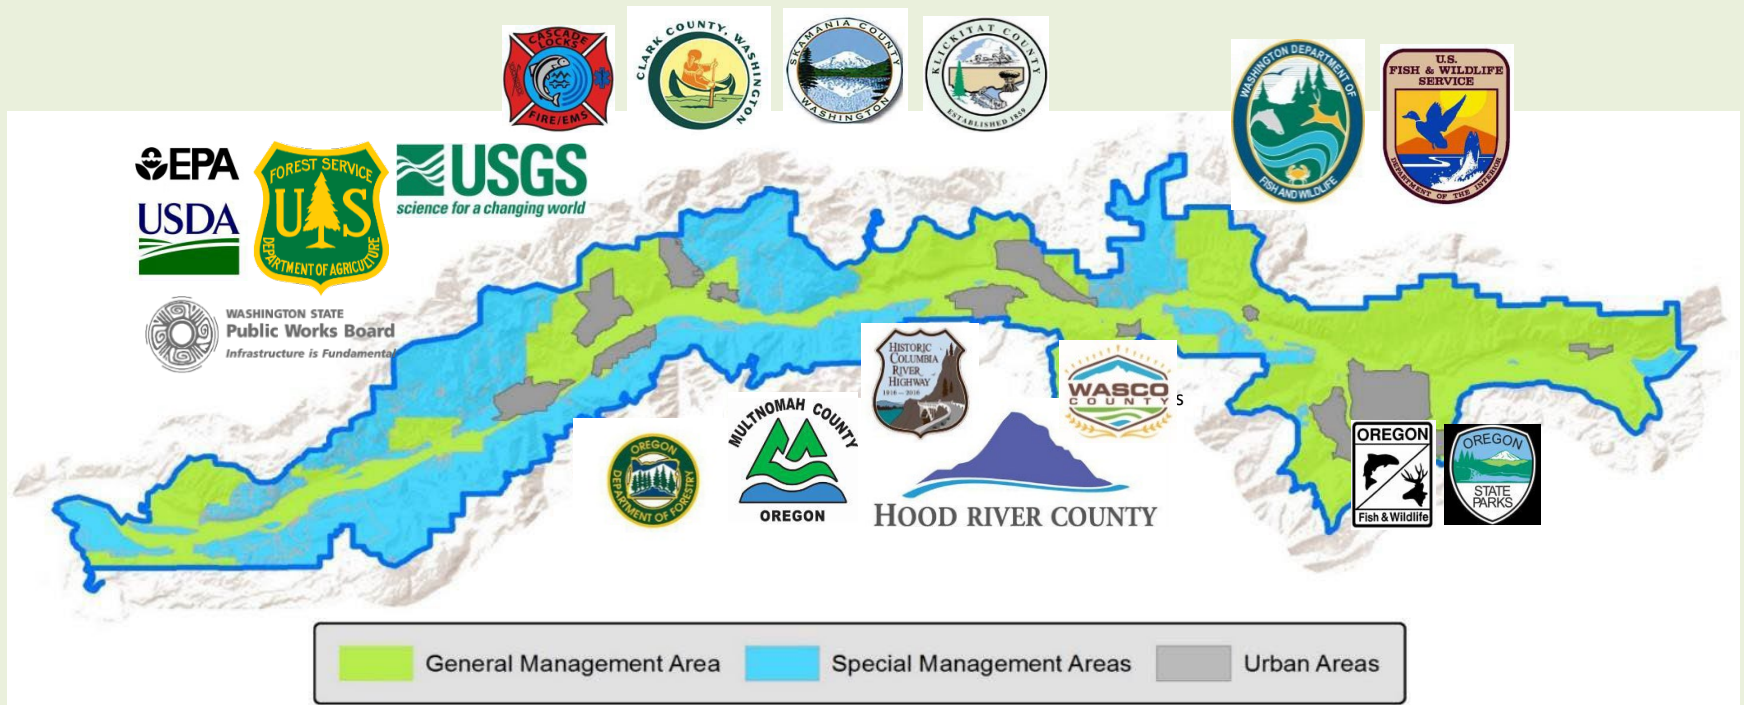 CASCADE
LOCKS
FIRE/EMS
CLARK COUNTY, WASHINGTON
SKAMANIA COUNTY
WASHINGTON
KLICKITAT COUNTY
ESTABLISHED 1859
WASHINGTON DEPARTMENT OF
FISH AND WILDLIFE
U.S.
FISH & WILDLIFE
SERVICE
DEPARTMENT OF THE INTERIOR
EPA
USDA
FOREST SERVICE
U S
DEPARTMENT OF AGRICULTURE
USGS
science for a changing world
WASHINGTON STATE
Public Works Board
Infrastructure is Fundamental
HISTORIC
COLUMBIA
RIVER
HIGHWAY
1916 — 2016
WASCO
COUNTY
s
OREGON
DEPARTMENT OF FORESTRY
MULTNOMAH COUNTY
OREGON
HOOD RIVER COUNTY
OREGON
Fish & Wildlife
OREGON
STATE
PARKS
General Management Area
Special Management Areas
Urban Areas